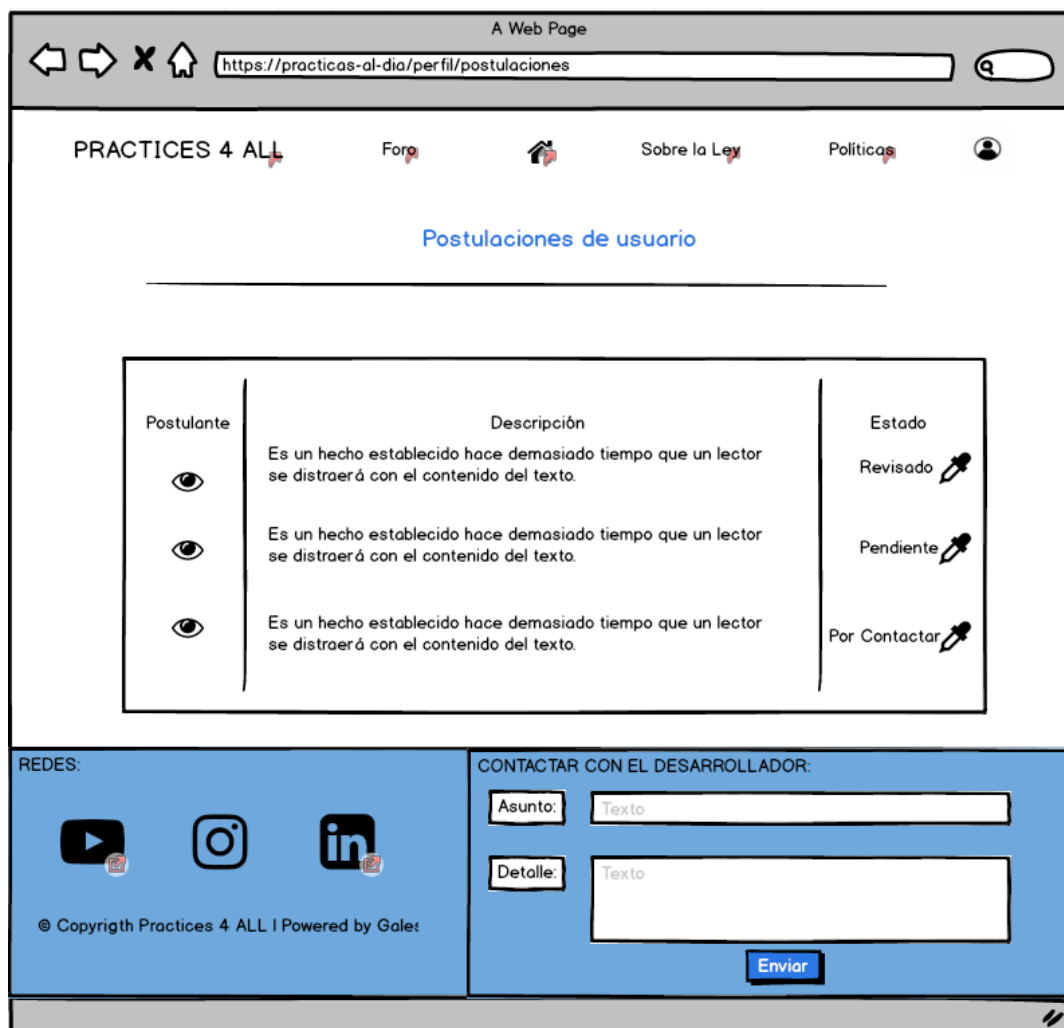 A Web Page
https://practicas-al-dia/perfil/postulaciones
PRACTICES 4 ALL
Foro
Sobre la Ley
Políticas
Postulaciones de usuario
Postulante
Descripción
Estado
Es un hecho establecido hace demasiado tiempo que un lector
se distraerá con el contenido del texto.
Revisado
Es un hecho establecido hace demasiado tiempo que un lector
se distraerá con el contenido del texto.
Pendiente
Es un hecho establecido hace demasiado tiempo que un lector
se distraerá con el contenido del texto.
Por Contactar
REDES:
in
© Copyrigth Practices 4 ALL | Powered by Gales
CONTACTAR CON EL DESARROLLADOR:
Asunto:
Texto
Detalle:
Texto
Enviar